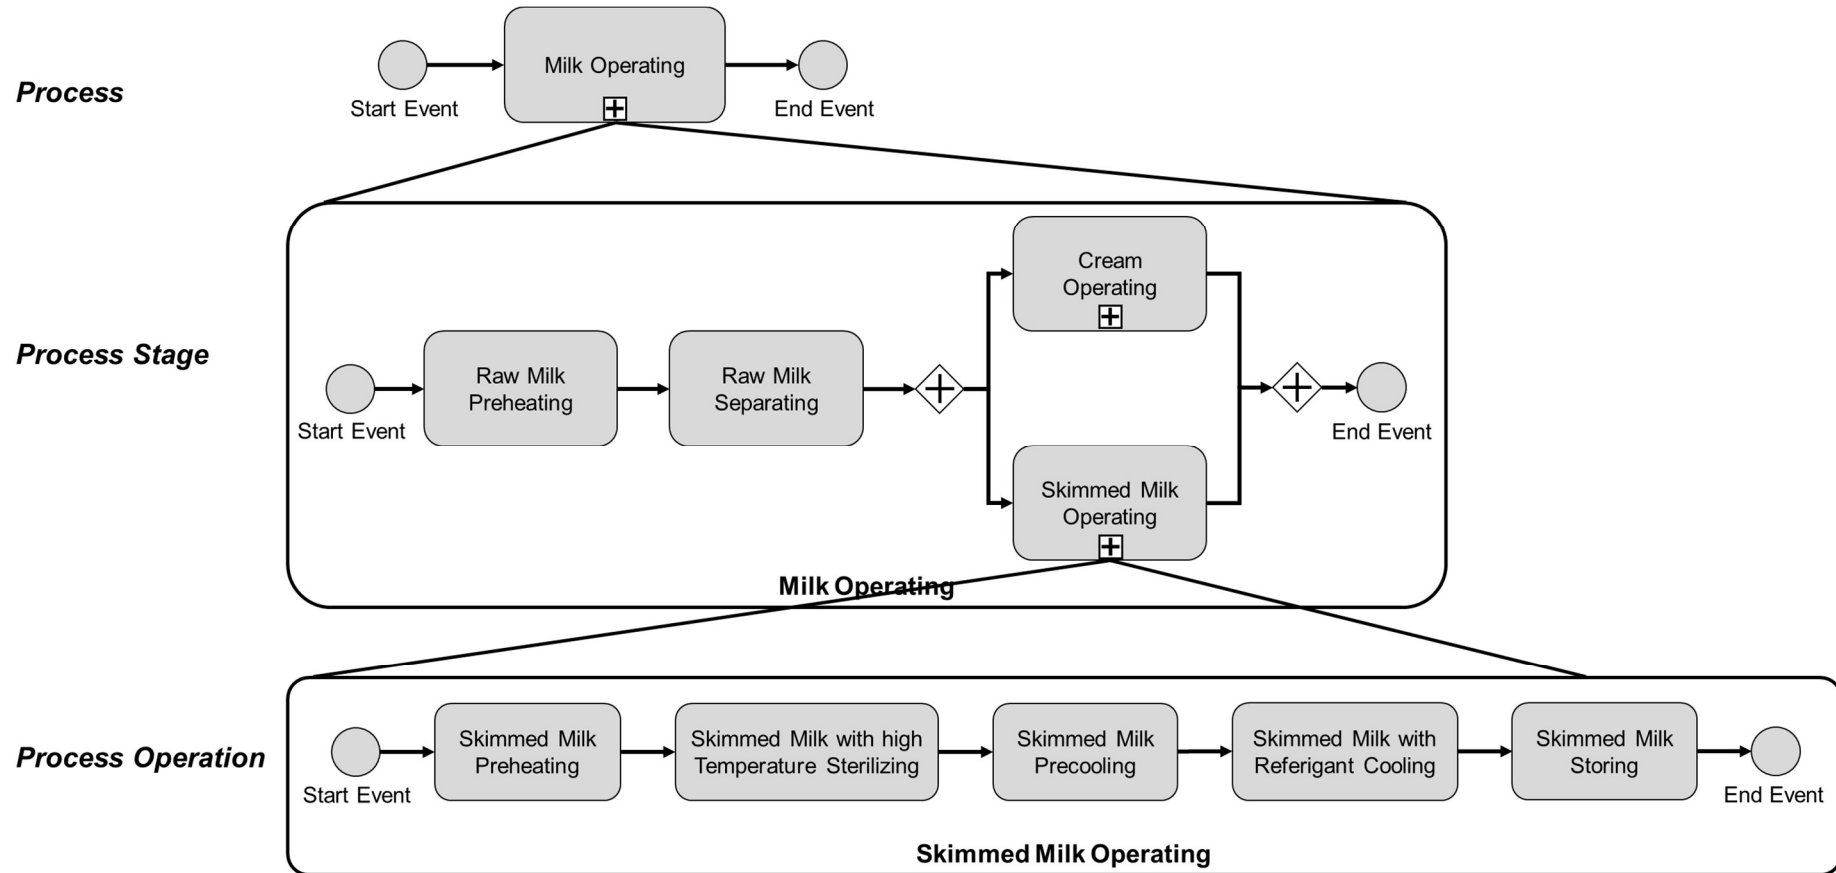 Process
Milk Operating
Start Event
End Event
Process Stage
Cream
Operating
Raw Milk
Preheating
Raw Milk
Separating
Start Event
End Event
Skimmed Milk
Operating
Milk Operating
Process Operation
Skimmed Milk
Preheating
Skimmed Milk with high
Temperature Sterilizing
Skimmed Milk
Precooling
Skimmed Milk with
Referigant Cooling
Skimmed Milk
Storing
Start Event
End Event
Skimmed Milk Operating